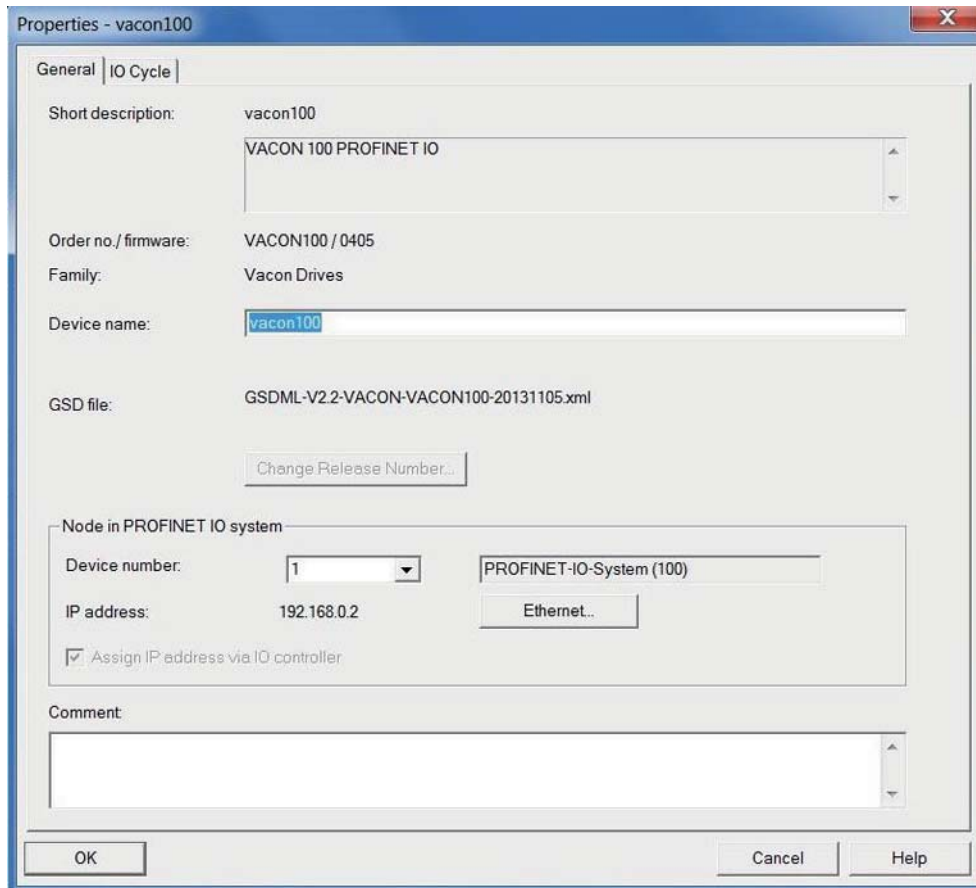 Properties - vacon100
General IO Cycle
Short description: vacon100
VACON 100 PROFINET IO
Order no./ firmware: VACON100 / 0405
Family: Vacon Drives
Device name: vacon100
GSD file: GSDML-V2.2-VACON-VACON100-20131105.xml
Change Release Number...
Node in PROFINET IO system
Device number: 1 PROFINET-IO-System (100)
IP address: 192.168.0.2 Ethernet...
Assign IP address via IO controller
Comment:
OK Cancel Help